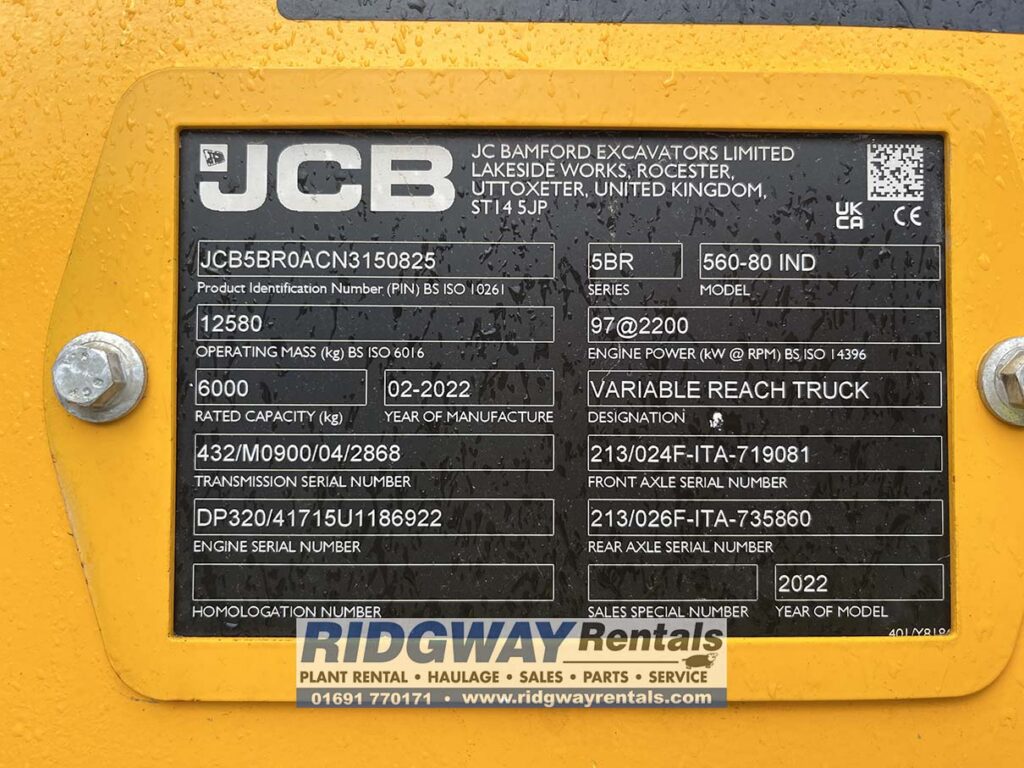 JCB
JC BAMFORD EXCAVATORS LIMITED
LAKESIDE WORKS, ROCESTER,
UTTOXETER, UNITED KINGDOM,
ST14 5JP
UK
CA
CE
JCB5BR0ACN3150825
Product Identification Number (PIN) BS ISO 10261
5BR
SERIES
560-80 IND
MODEL
12580
OPERATING MASS (kg) BS ISO 6016
97@2200
ENGINE POWER (kW @ RPM) BS ISO 14396
6000
RATED CAPACITY (kg)
02-2022
YEAR OF MANUFACTURE
VARIABLE REACH TRUCK
DESIGNATION
432/M0900/04/2868
TRANSMISSION SERIAL NUMBER
213/024F-ITA-719081
FRONT AXLE SERIAL NUMBER
DP320/41715U1186922
ENGINE SERIAL NUMBER
213/026F-ITA-735860
REAR AXLE SERIAL NUMBER
HOMOLOGATION NUMBER
SALES SPECIAL NUMBER
2022
YEAR OF MODEL
RIDGWAY Rentals
PLANT RENTAL • HAULAGE • SALES • PARTS • SERVICE
01691 770171 • www.ridgwayrentals.com